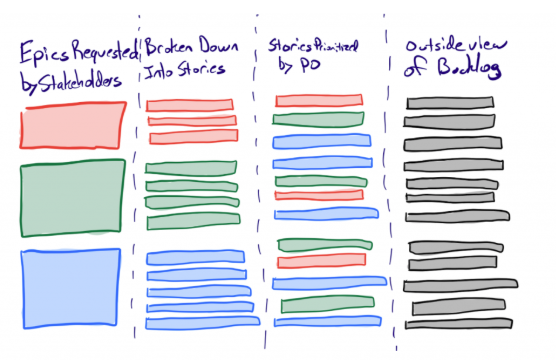 Epics Requested
by Stakeholders
Broken Down
Into Stories
Stories Prioritized
by PO
Outside view
of Backlog